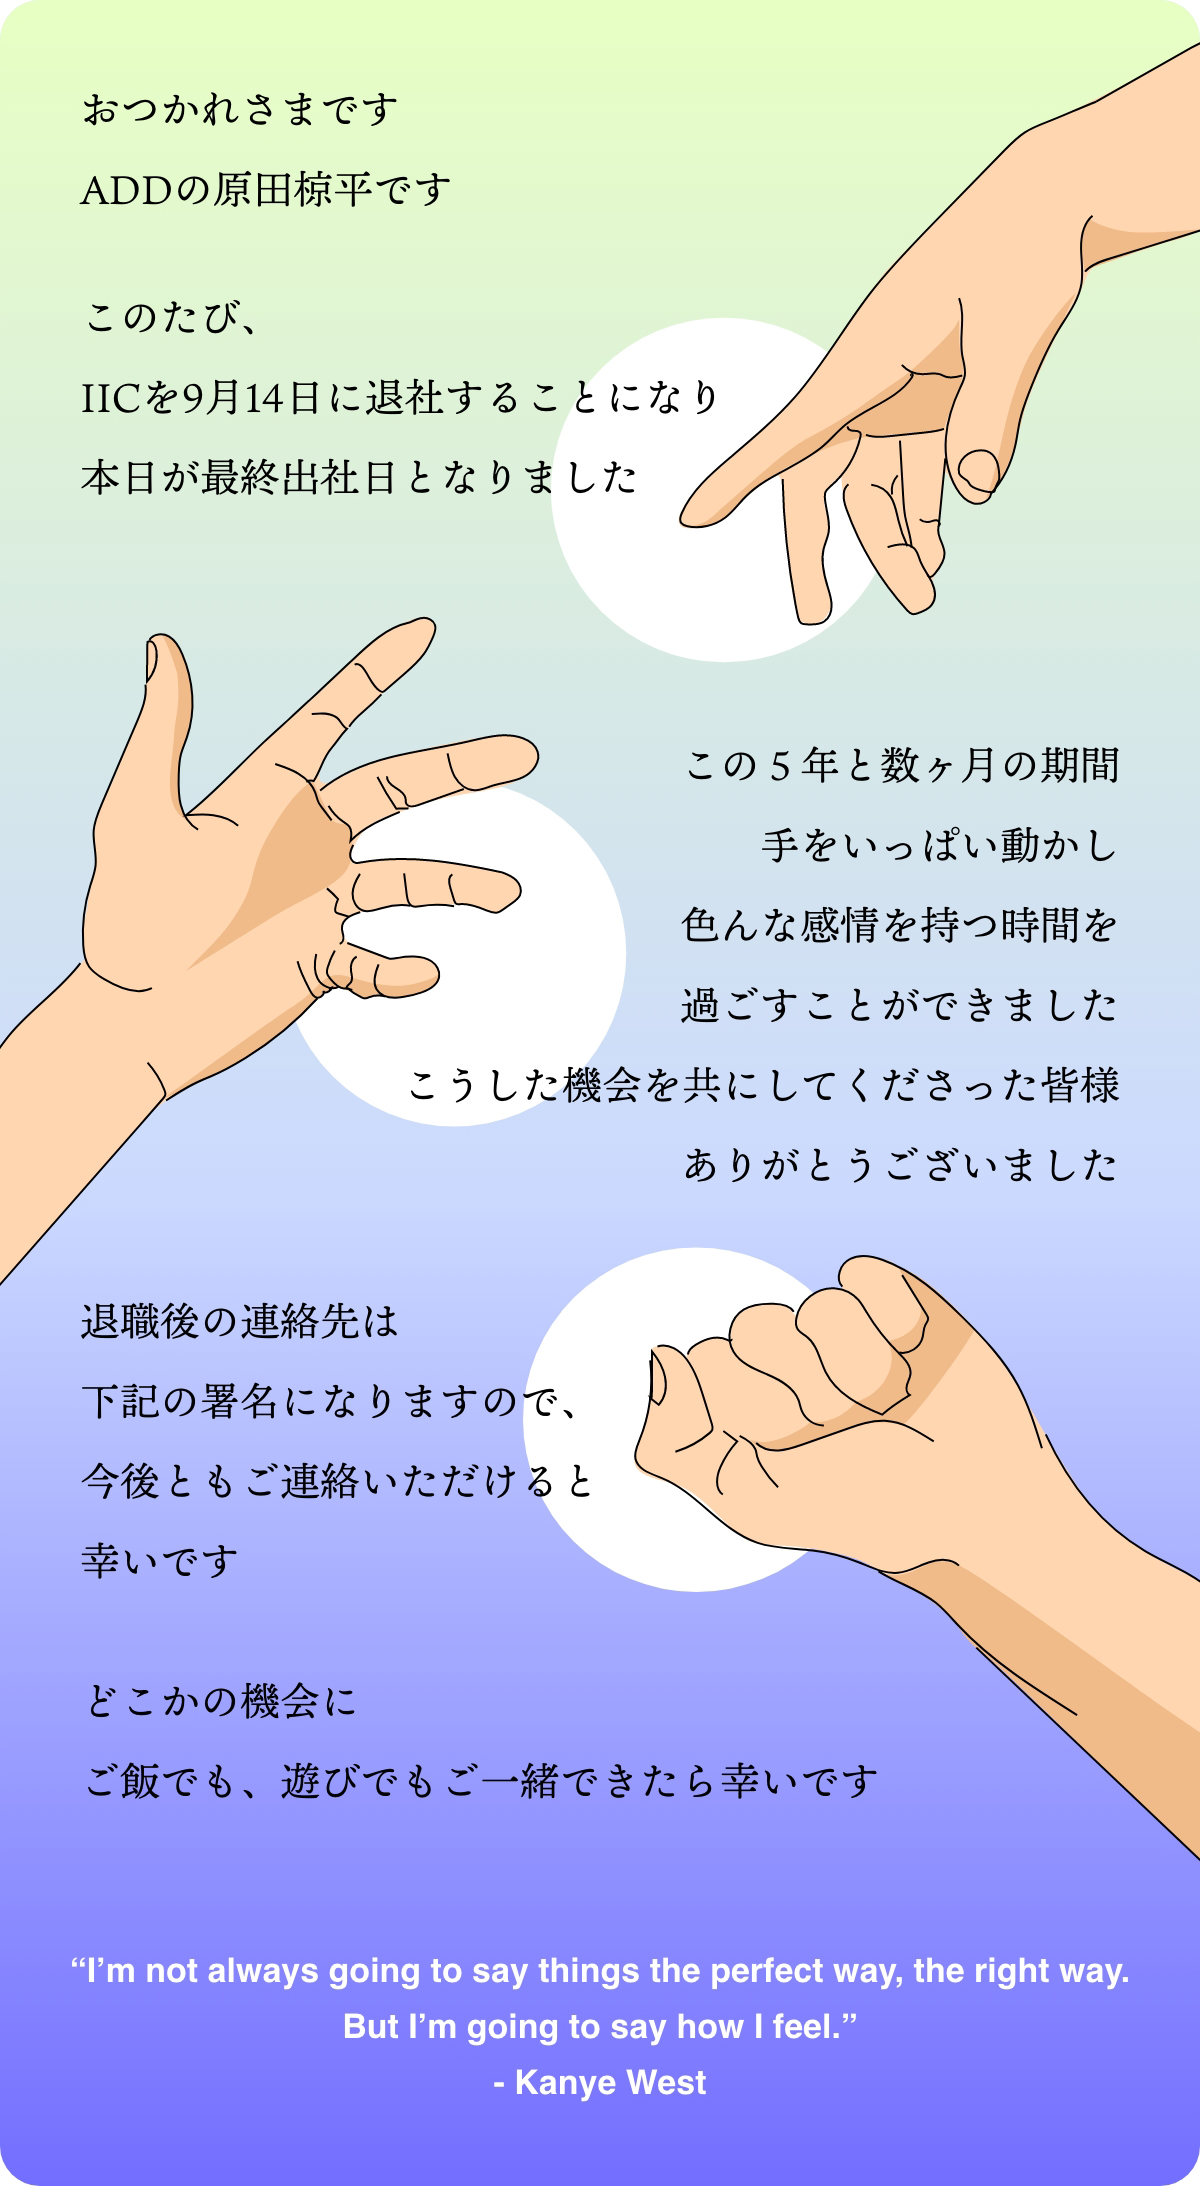 おつかれさまです
ADDの原田椋平です
このたび、
IICを9月14日に退社することになり
本日が最終出社日となりました
この５年と数ヶ月の期間
手をいっぱい動かし
色んな感情を持つ時間を
過ごすことができました
こうした機会を共にしてくださった皆様
ありがとうございました
退職後の連絡先は
下記の署名になりますので、
今後ともご連絡いただけると
幸いです
どこかの機会に
ご飯でも、遊びでもご一緒できたら幸いです
“I’m not always going to say things the perfect way, the right way.
But I’m going to say how I feel.”
- Kanye West